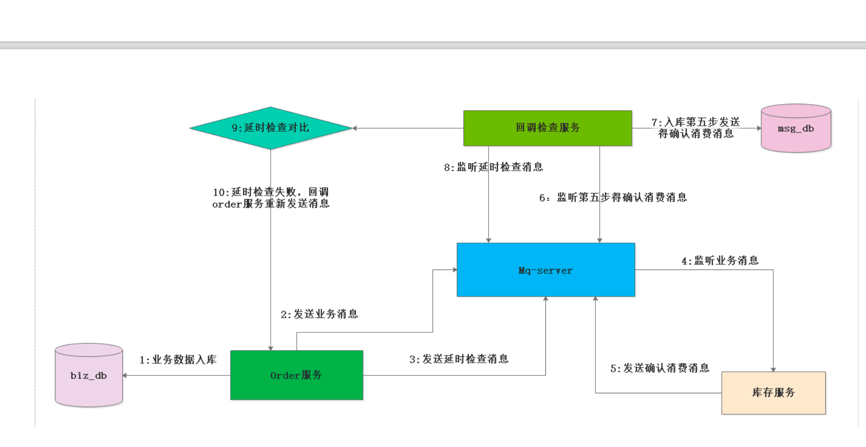 9:延时检查对比
回调检查服务
7:入库第五步发送
得确认消费消息
msg_db
8:监听延时检查消息
10:延时检查失败，回调
order服务重新发送消息
6：监听第五步得确认消费消息
4:监听业务消息
Mq-server
2:发送业务消息
1:业务数据入库
3:发送延时检查消息
5:发送确认消费消息
biz_db
Order服务
库存服务